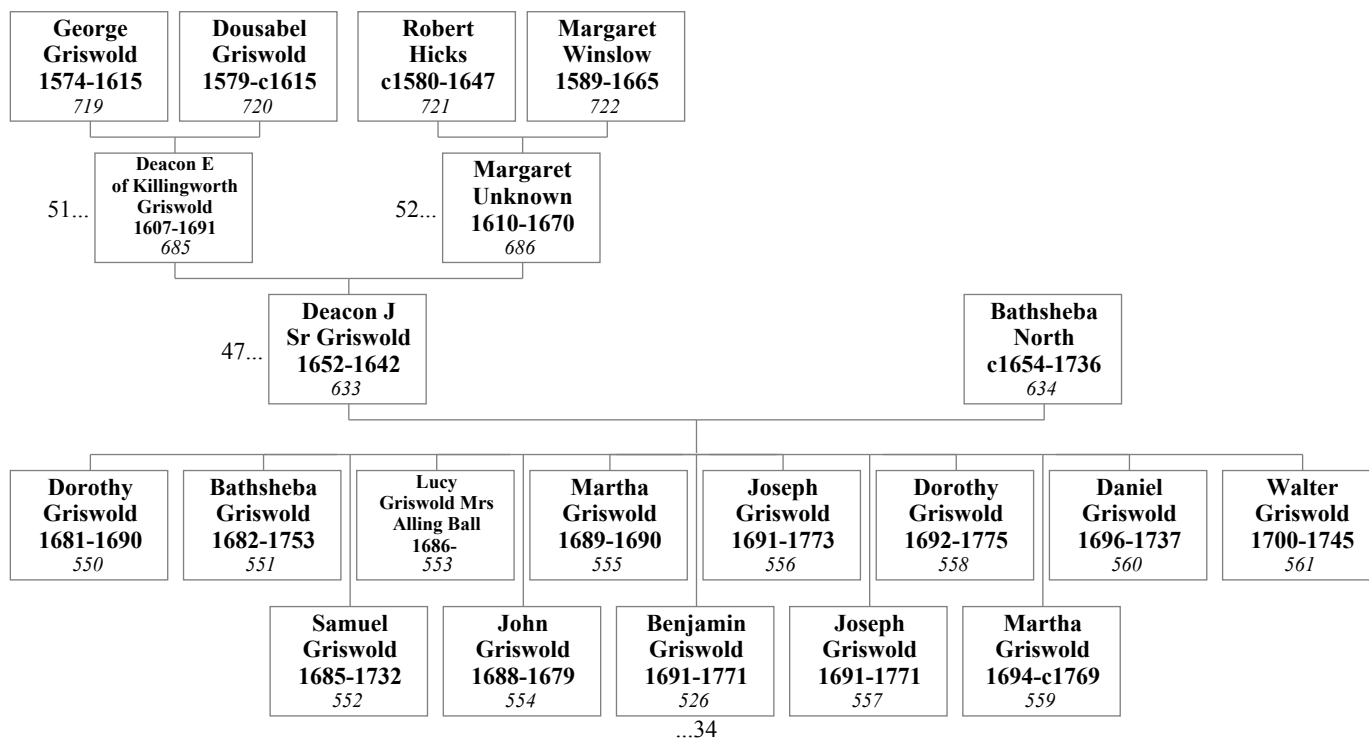 George
Griswold
1574-1615
719
Dousabel
Griswold
1579-c1615
720
Robert
Hicks
c1580-1647
721
Margaret
Winslow
1589-1665
722
51...
Deacon E
of Killingworth
Griswold
1607-1691
685
52...
Margaret
Unknown
1610-1670
686
47...
Deacon J
Sr Griswold
1652-1642
633
Bathsheba
North
c1654-1736
634
Dorothy
Griswold
1681-1690
550
Bathsheba
Griswold
1682-1753
551
Lucy
Griswold Mrs
Alling Ball
1686-
553
Martha
Griswold
1689-1690
555
Joseph
Griswold
1691-1773
556
Dorothy
Griswold
1692-1775
558
Daniel
Griswold
1696-1737
560
Walter
Griswold
1700-1745
561
Samuel
Griswold
1685-1732
552
John
Griswold
1688-1679
554
Benjamin
Griswold
1691-1771
526
Joseph
Griswold
1691-1771
557
Martha
Griswold
1694-c1769
559
...34